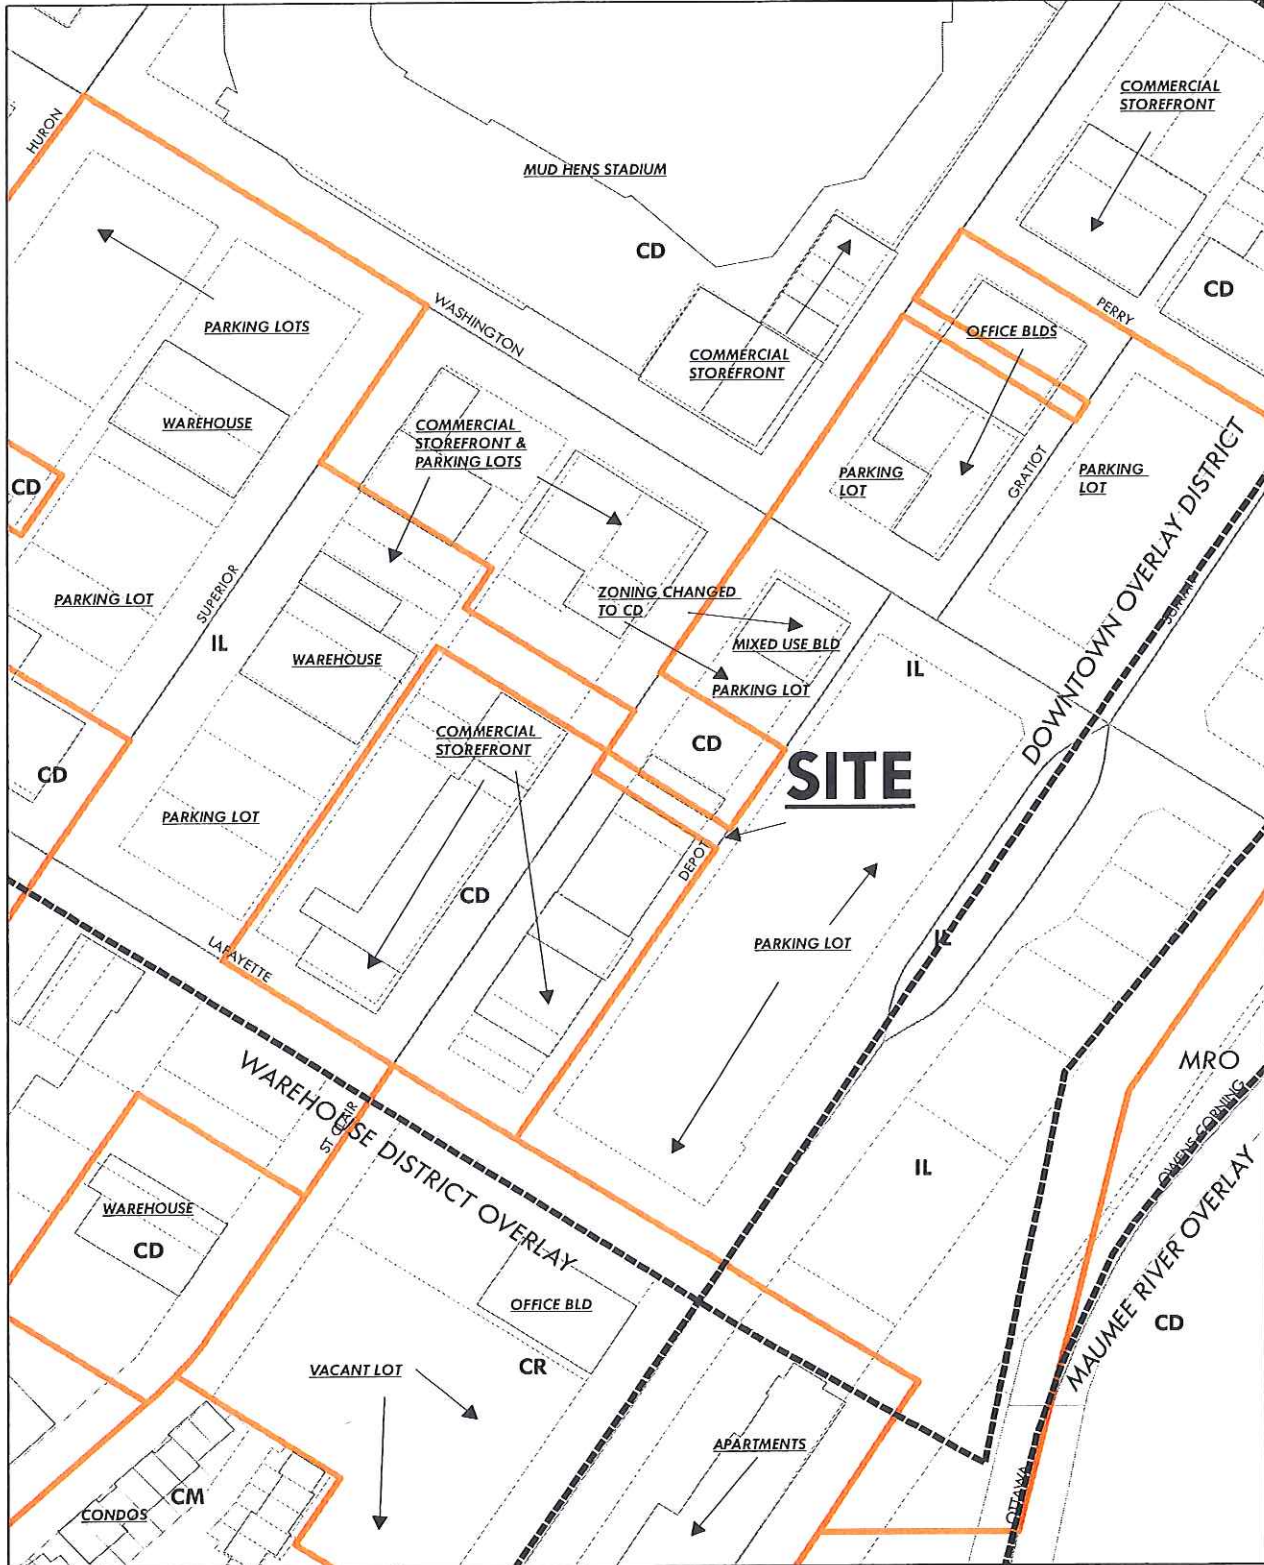 COMMERCIAL
STOREFRONT
HURON
MUD HENS STADIUM
CD
CD
PERRY
WASHINGTON
PARKING LOTS
OFFICE BLDS
COMMERCIAL
STOREFRONT
WAREHOUSE
COMMERCIAL
STOREFRONT &
PARKING LOTS
PARKING
LOT
GRATIOT
PARKING
LOT
DOWNTOWN OVERLAY DISTRICT
CD
SUPERIOR
PARKING LOT
ZONING CHANGED
TO CD
SUMMIT
IL
WAREHOUSE
MIXED USE BLD
IL
PARKING LOT
COMMERCIAL
STOREFRONT
CD
CD
SITE
PARKING LOT
DEPOT
CD
PARKING LOT
IL
LAFAYETTE
WAREHOUSE DISTRICT OVERLAY
ST CLAIR
MRO
OWENS CORNING
IL
MAUMEE RIVER OVERLAY
WAREHOUSE
CD
OFFICE BLD
CD
VACANT LOT
CR
APARTMENTS
CM
CONDOS
OTTAWA